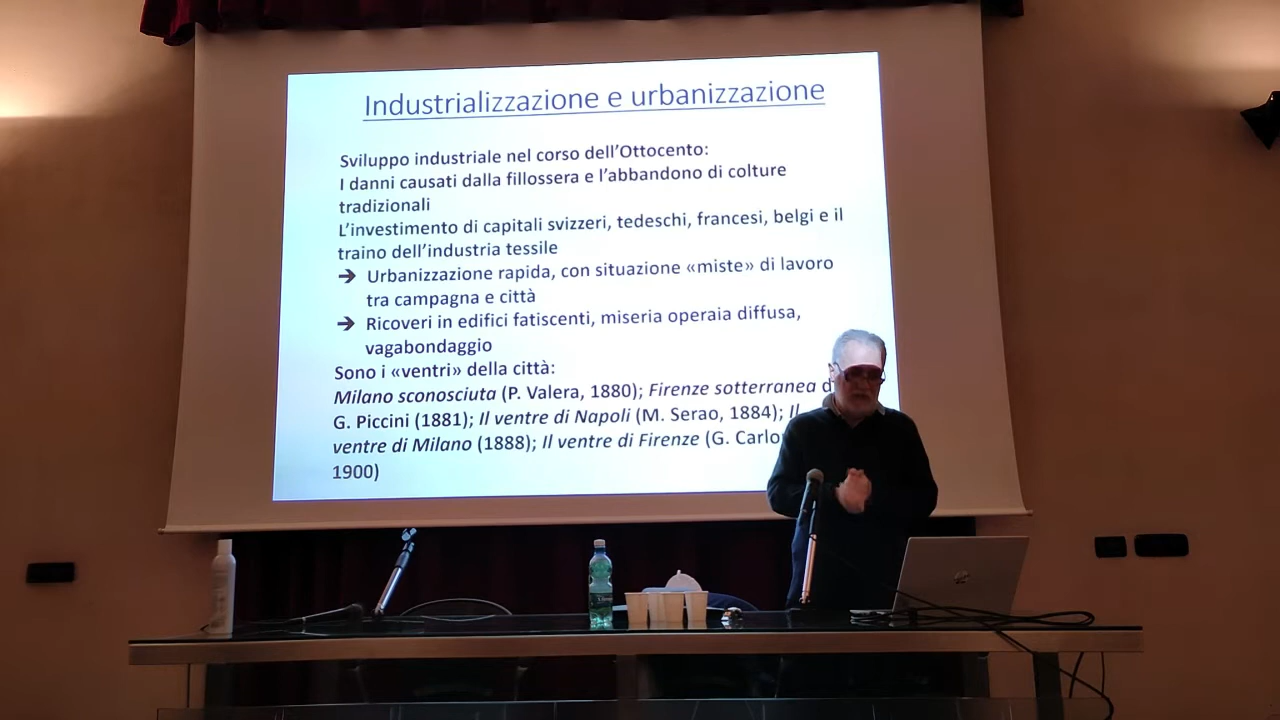 Industrializzazione e urbanizzazione
Sviluppo industriale nel corso dell'Ottocento:
I danni causati dalla fillossera e l'abbandono di colture
tradizionali
L'investimento di capitali svizzeri, tedeschi, francesi, belgi e il
traino dell'industria tessile
➔ Urbanizzazione rapida, con situazione «miste» di lavoro
tra campagna e città
➔ Ricoveri in edifici fatiscenti, miseria operaia diffusa,
vagabondaggio
Sono i «ventri» della città:
Milano sconosciuta (P. Valera, 1880); Firenze sotterranea
G. Piccini (1881); Il ventre di Napoli (M. Serao, 1884); Il
ventre di Milano (1888); Il ventre di Firenze (G. Carlo
1900)